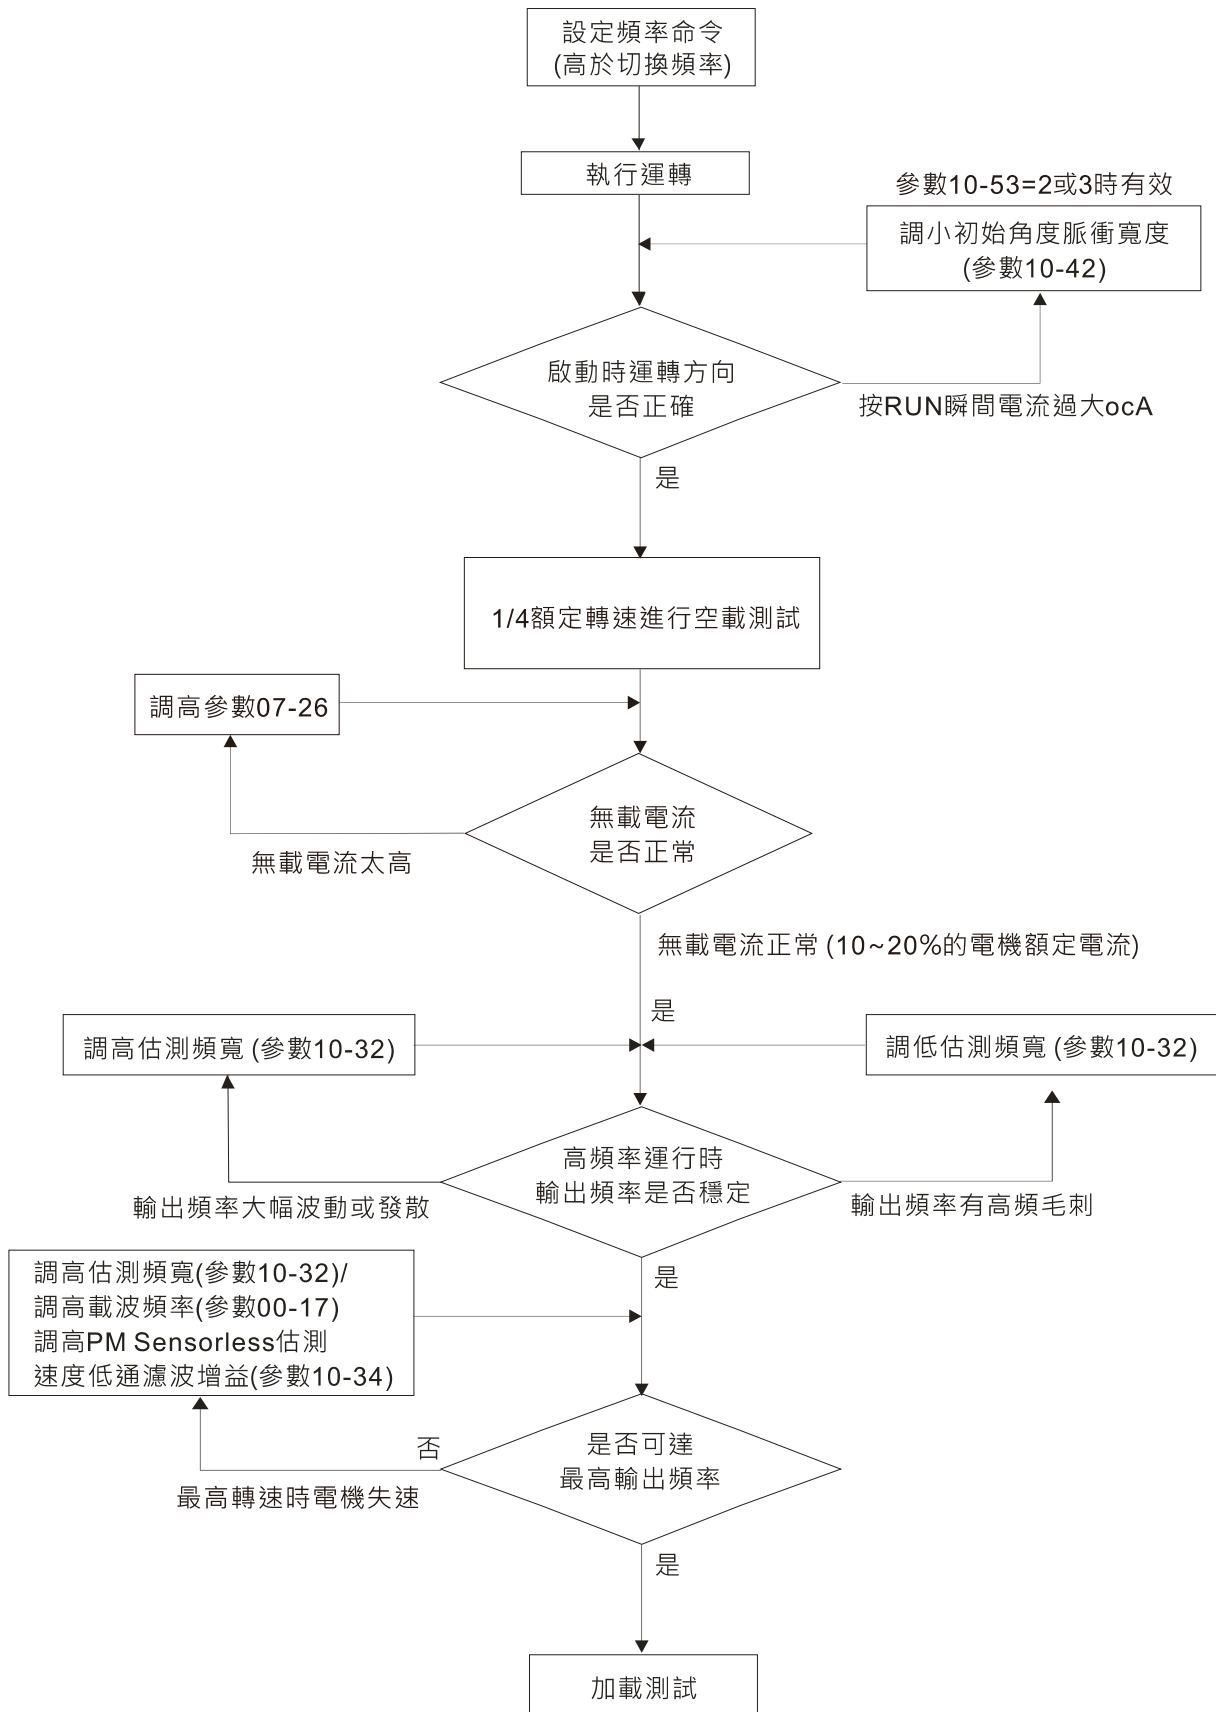 設定頻率命令
(高於切換頻率)
執行運轉
參數10-53=2或3時有效
調小初始角度脈衝寬度
(參數10-42)
啟動時運轉方向
是否正確
按RUN瞬間電流過大ocA
是
1/4額定轉速進行空載測試
調高參數07-26
無載電流
是否正常
無載電流太高
無載電流正常 (10~20%的電機額定電流)
是
調高估測頻寬 (參數10-32)
調低估測頻寬 (參數10-32)
高頻率運行時
輸出頻率是否穩定
輸出頻率大幅波動或發散
輸出頻率有高頻毛刺
是
調高估測頻寬(參數10-32)/
調高載波頻率(參數00-17)
調高PM Sensorless估測
速度低通濾波增益(參數10-34)
否
是否可達
最高輸出頻率
最高轉速時電機失速
是
加載測試